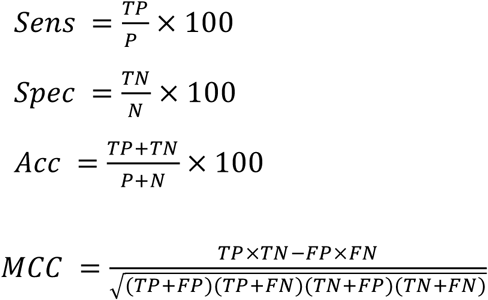 Sens = TP/P × 100
Spec = TN/N × 100
Acc = TP+TN/P+N × 100
MCC = TP×TN−FP×FN/√(TP+FP)(TP+FN)(TN+FP)(TN+FN)